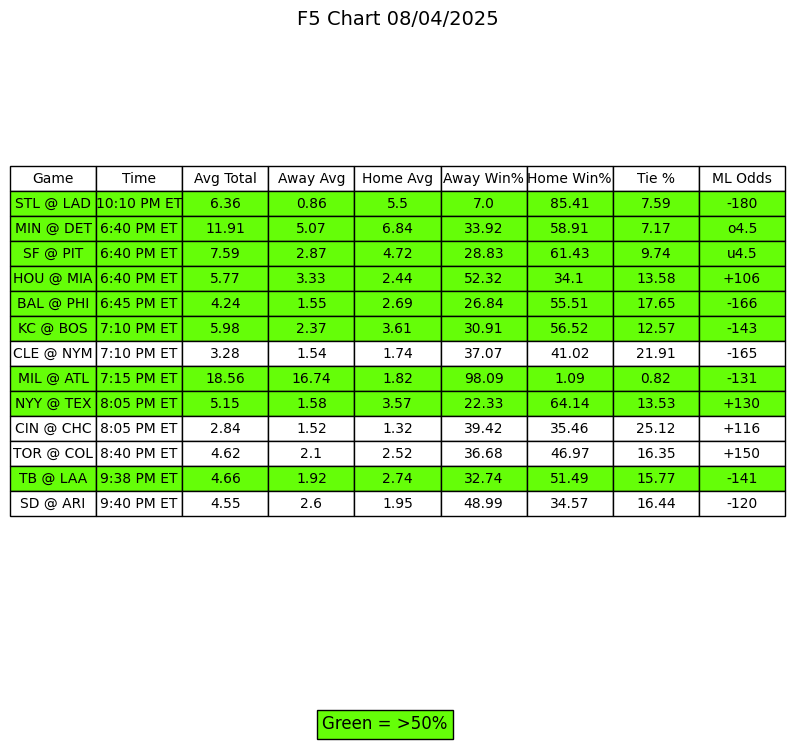 F5 Chart 08/04/2025
Game Time Avg Total Away Avg Home Avg Away Win% Home Win% Tie % ML Odds
STL @ LAD 10:10 PM ET 6.36 0.86 5.5 7.0 85.41 7.59 -180
MIN @ DET 6:40 PM ET 11.91 5.07 6.84 33.92 58.91 7.17 o4.5
SF @ PIT 6:40 PM ET 7.59 2.87 4.72 28.83 61.43 9.74 u4.5
HOU @ MIA 6:40 PM ET 5.77 3.33 2.44 52.32 34.1 13.58 +106
BAL @ PHI 6:45 PM ET 4.24 1.55 2.69 26.84 55.51 17.65 -166
KC @ BOS 7:10 PM ET 5.98 2.37 3.61 30.91 56.52 12.57 -143
CLE @ NYM 7:10 PM ET 3.28 1.54 1.74 37.07 41.02 21.91 -165
MIL @ ATL 7:15 PM ET 18.56 16.74 1.82 98.09 1.09 0.82 -131
NYY @ TEX 8:05 PM ET 5.15 1.58 3.57 22.33 64.14 13.53 +130
CIN @ CHC 8:05 PM ET 2.84 1.52 1.32 39.42 35.46 25.12 +116
TOR @ COL 8:40 PM ET 4.62 2.1 2.52 36.68 46.97 16.35 +150
TB @ LAA 9:38 PM ET 4.66 1.92 2.74 32.74 51.49 15.77 -141
SD @ ARI 9:40 PM ET 4.55 2.6 1.95 48.99 34.57 16.44 -120
Green = >50%